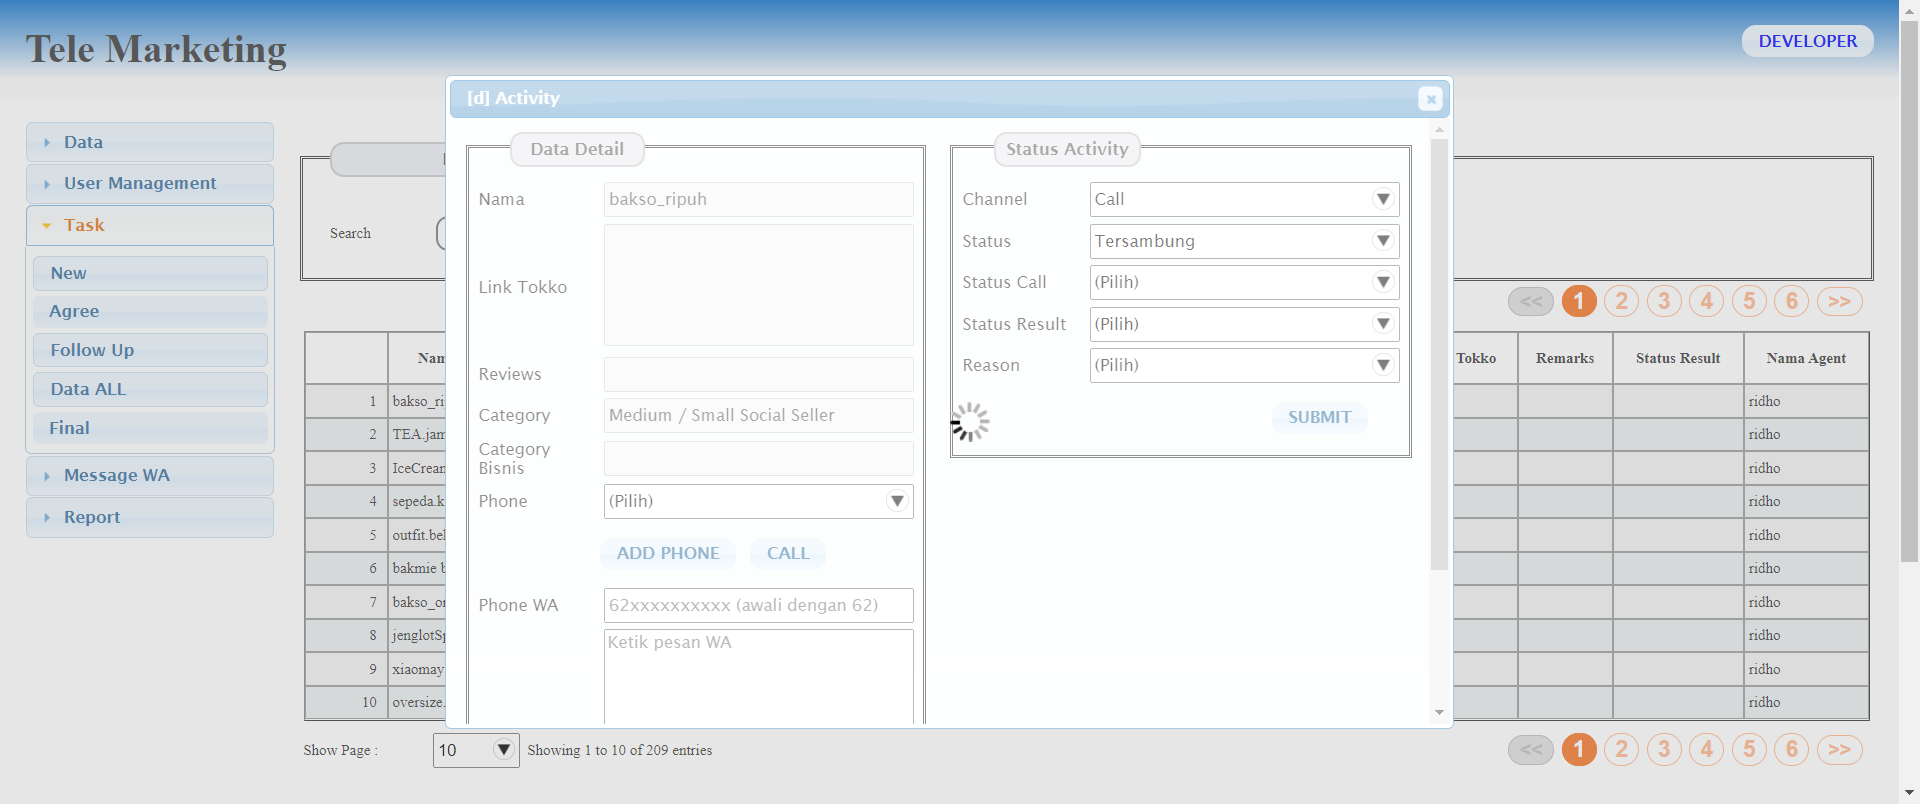 Tele Marketing
DEVELOPER
Data
User Management
Task
New
Agree
Follow Up
Data ALL
Final
Message WA
Report
Search
[d] Activity
Data Detail
Nama
bakso_ripuh
Link Tokko
Reviews
Category
Medium / Small Social Seller
Category Bisnis
Phone
(Pilih)
ADD PHONE
CALL
Phone WA
62xxxxxxxxxx (awali dengan 62)
Ketik pesan WA
Status Activity
Channel
Call
Status
Tersambung
Status Call
(Pilih)
Status Result
(Pilih)
Reason
(Pilih)
SUBMIT
<< 1 2 3 4 5 6 >>
Tokko Remarks Status Result Nama Agent
1 ridho
2 TEA.jam ridho
3 IceCream ridho
4 sepeda.k ridho
5 outfit.bel ridho
6 bakmie b ridho
7 ridho
8 jenglotSp ridho
9 xiaomay ridho
10 oversize. ridho
Show Page :
10
Showing 1 to 10 of 209 entries
<< 1 2 3 4 5 6 >>